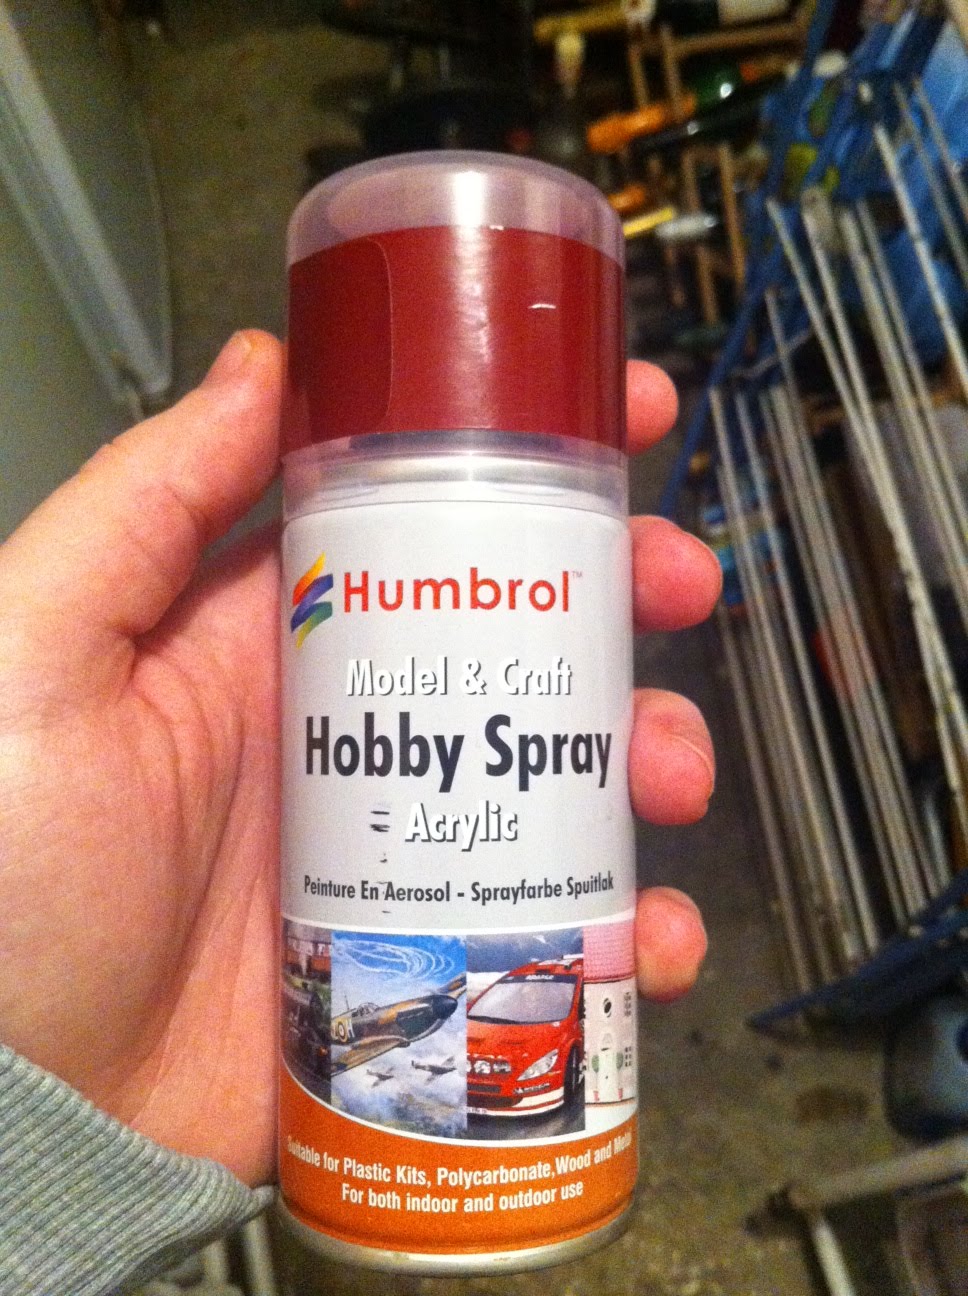 Humbrol™
Model & Craft
Hobby Spray
Acrylic
Peinture En Aerosol - Sprayfarbe Spuitlak
Suitable for Plastic Kits, Polycarbonate, Wood and Metal
For both indoor and outdoor use